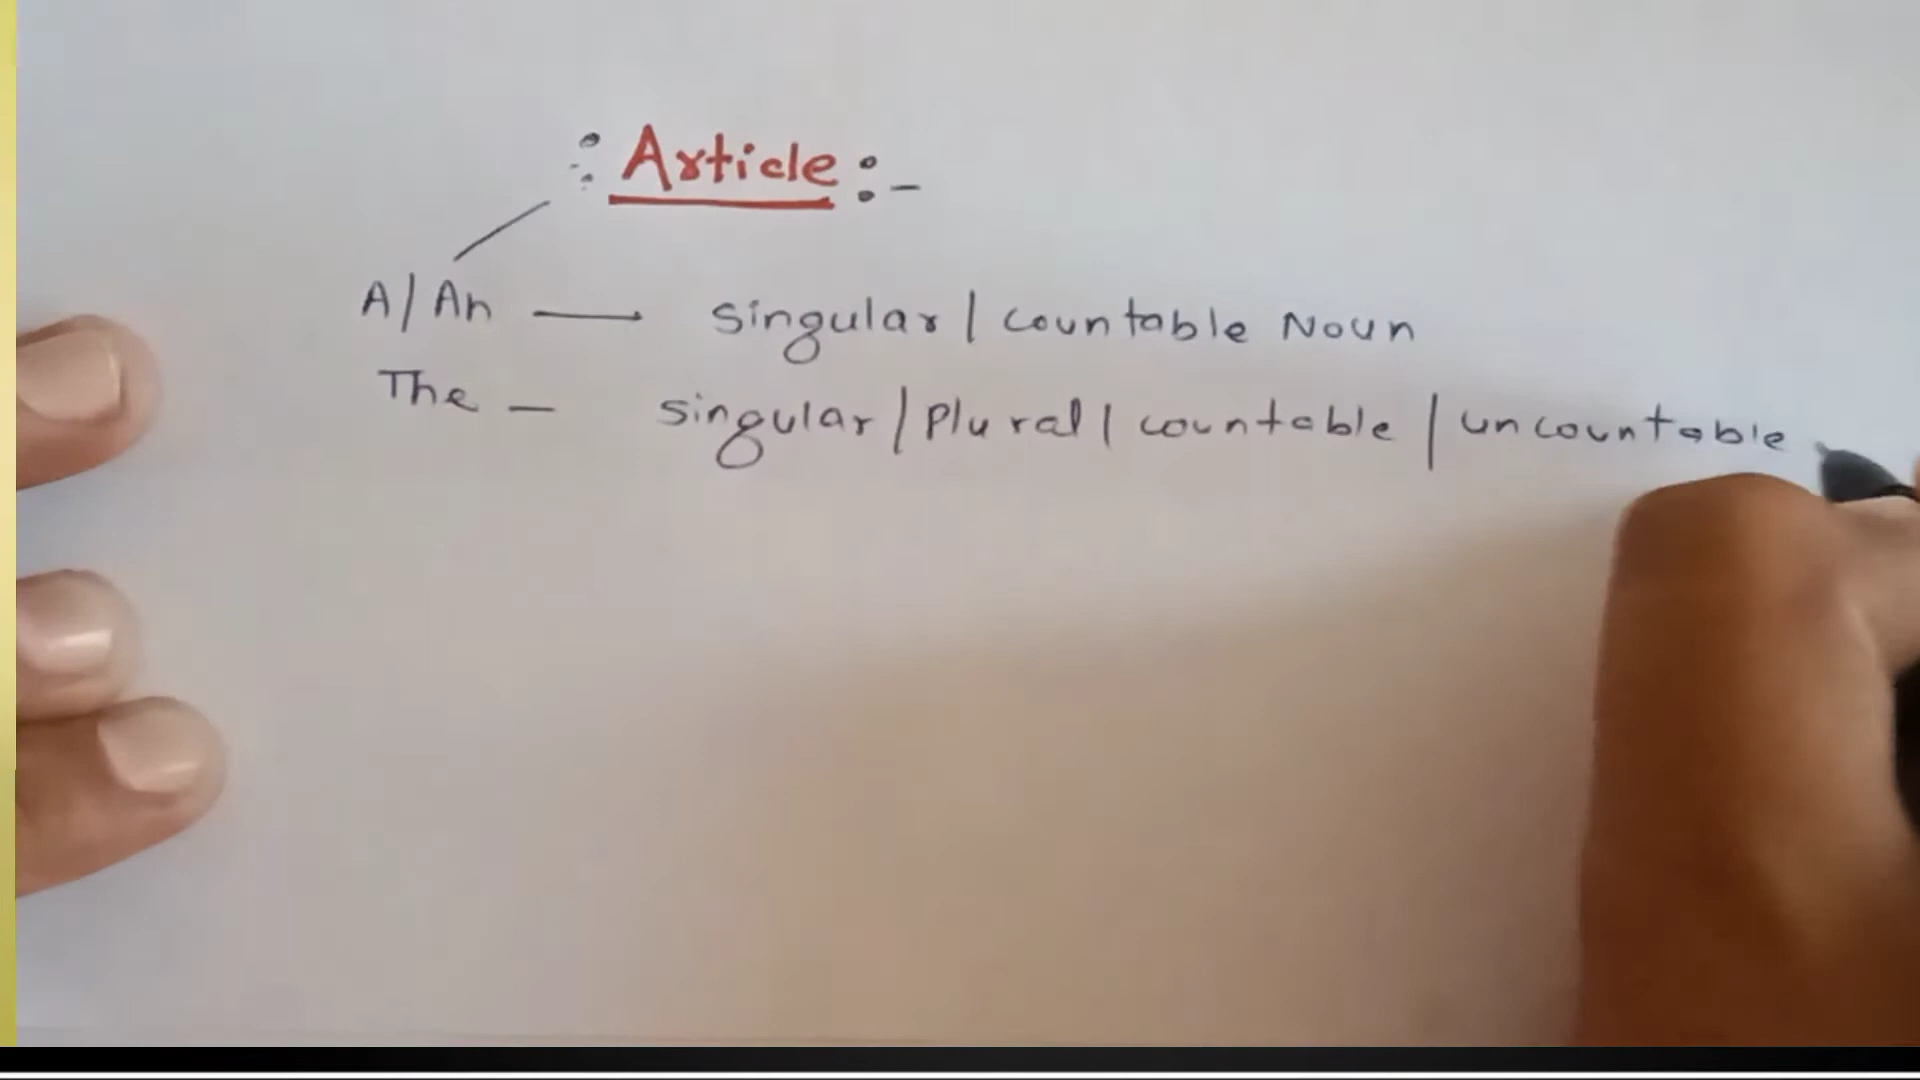 : Article :-
A/An — singular / countable Noun
The — singular / Plural / countable / uncountable